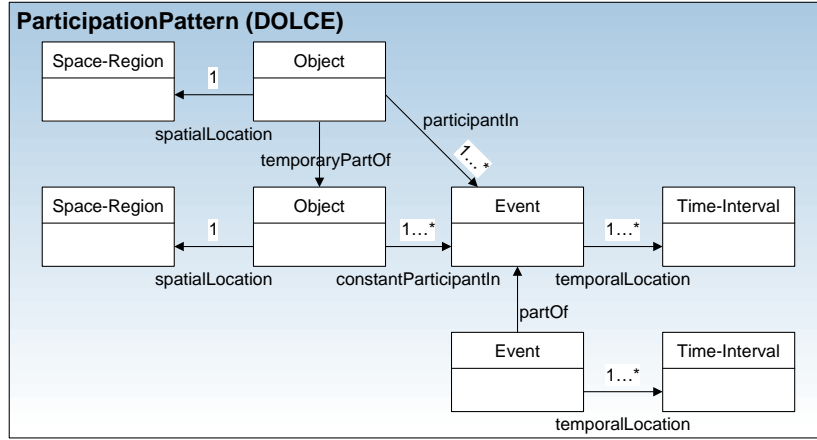 ParticipationPattern (DOLCE)
Space-Region
1
Object
spatialLocation
participantIn
1...*
temporaryPartOf
Space-Region
1
Object
1...*
Event
1...*
Time-Interval
spatialLocation
constantParticipantIn
temporalLocation
partOf
Event
1...*
Time-Interval
temporalLocation